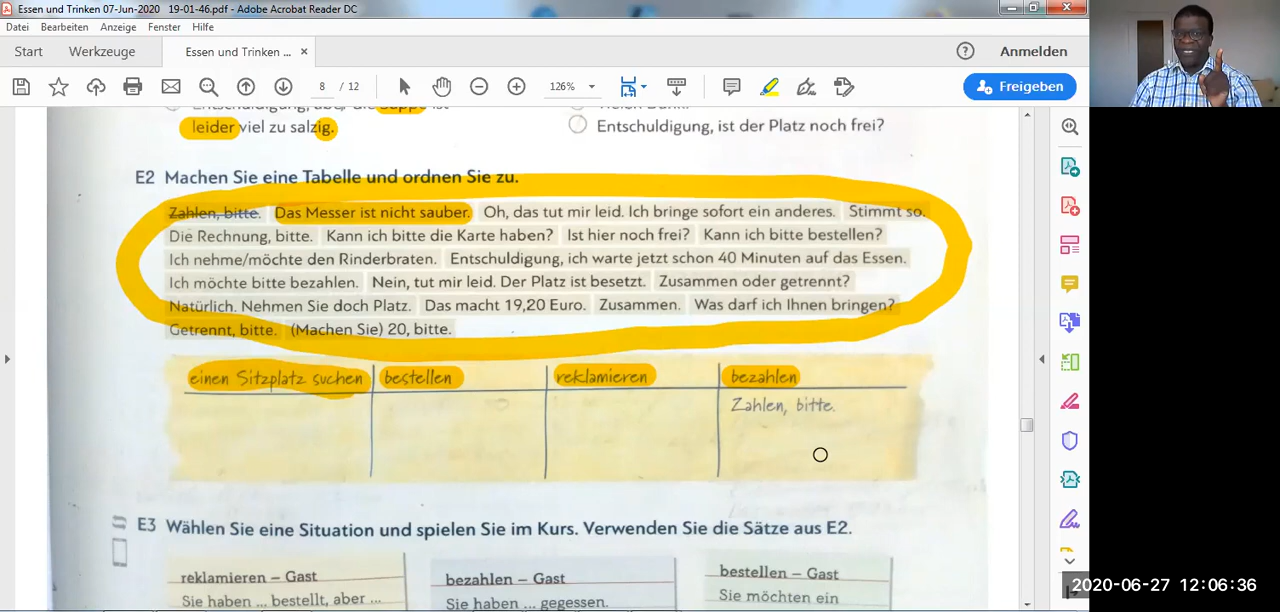 Essen und Trinken 07-Jun-2020 19-01-46.pdf - Adobe Acrobat Reader DC
Datei Bearbeiten Anzeige Fenster Hilfe
Start Werkzeuge Essen und Trinken ... × Anmelden
8 / 12 126% Freigeben
Entschuldigung, aber die Suppe ist
leider viel zu salzig.
Entschuldigung, ist der Platz noch frei?
E2 Machen Sie eine Tabelle und ordnen Sie zu.
Zahlen, bitte. Das Messer ist nicht sauber. Oh, das tut mir leid. Ich bringe sofort ein anderes. Stimmt so.
Die Rechnung, bitte. Kann ich bitte die Karte haben? Ist hier noch frei? Kann ich bitte bestellen?
Ich nehme/möchte den Rinderbraten. Entschuldigung, ich warte jetzt schon 40 Minuten auf das Essen.
Ich möchte bitte bezahlen. Nein, tut mir leid. Der Platz ist besetzt. Zusammen oder getrennt?
Natürlich. Nehmen Sie doch Platz. Das macht 19,20 Euro. Zusammen. Was darf ich Ihnen bringen?
Getrennt, bitte. (Machen Sie) 20, bitte.
einen Sitzplatz suchen bestellen reklamieren bezahlen
Zahlen, bitte.
E3 Wählen Sie eine Situation und spielen Sie im Kurs. Verwenden Sie die Sätze aus E2.
reklamieren – Gast
Sie haben ... bestellt, aber ...
bezahlen – Gast
Sie haben ... gegessen.
bestellen – Gast
Sie möchten ein
2020-06-27 12:06:36